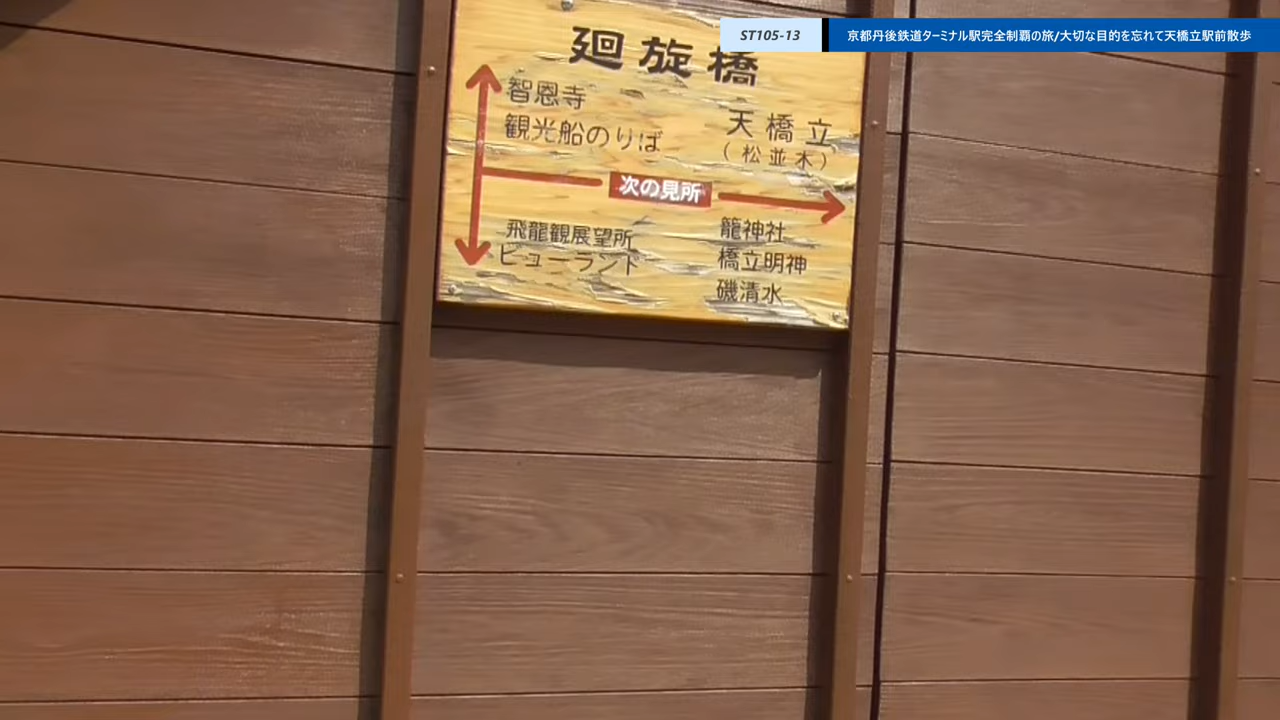 ST105-13
京都丹後鉄道ターミナル駅完全制覇の旅/大切な目的を忘れて天橋立駅前散歩
廻旋橋
智恩寺
観光船のりば
天橋立
(松並木)
次の見所
飛龍観展望所
ビューランド
籠神社
橋立明神
磯清水